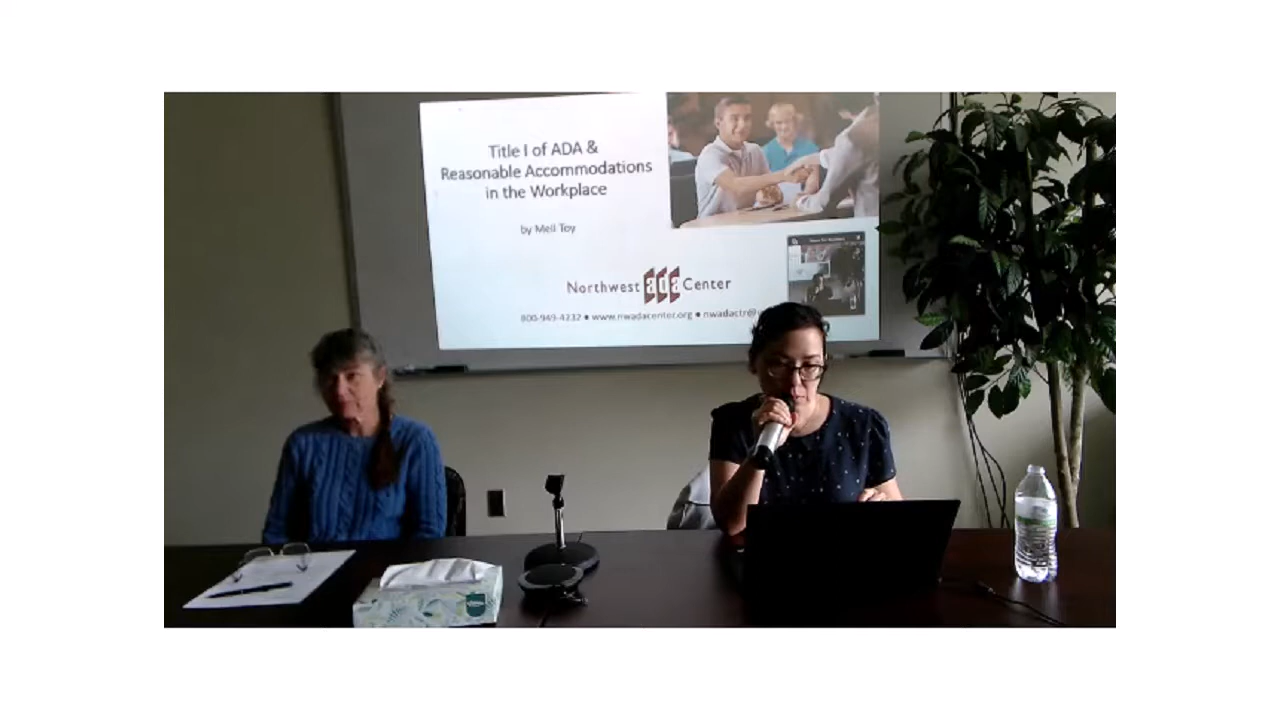 Title I of ADA &
Reasonable Accommodations
in the Workplace
by Mell Toy
Northwest ada Center
800-949-4232 • www.nwadacenter.org • nwadactr@